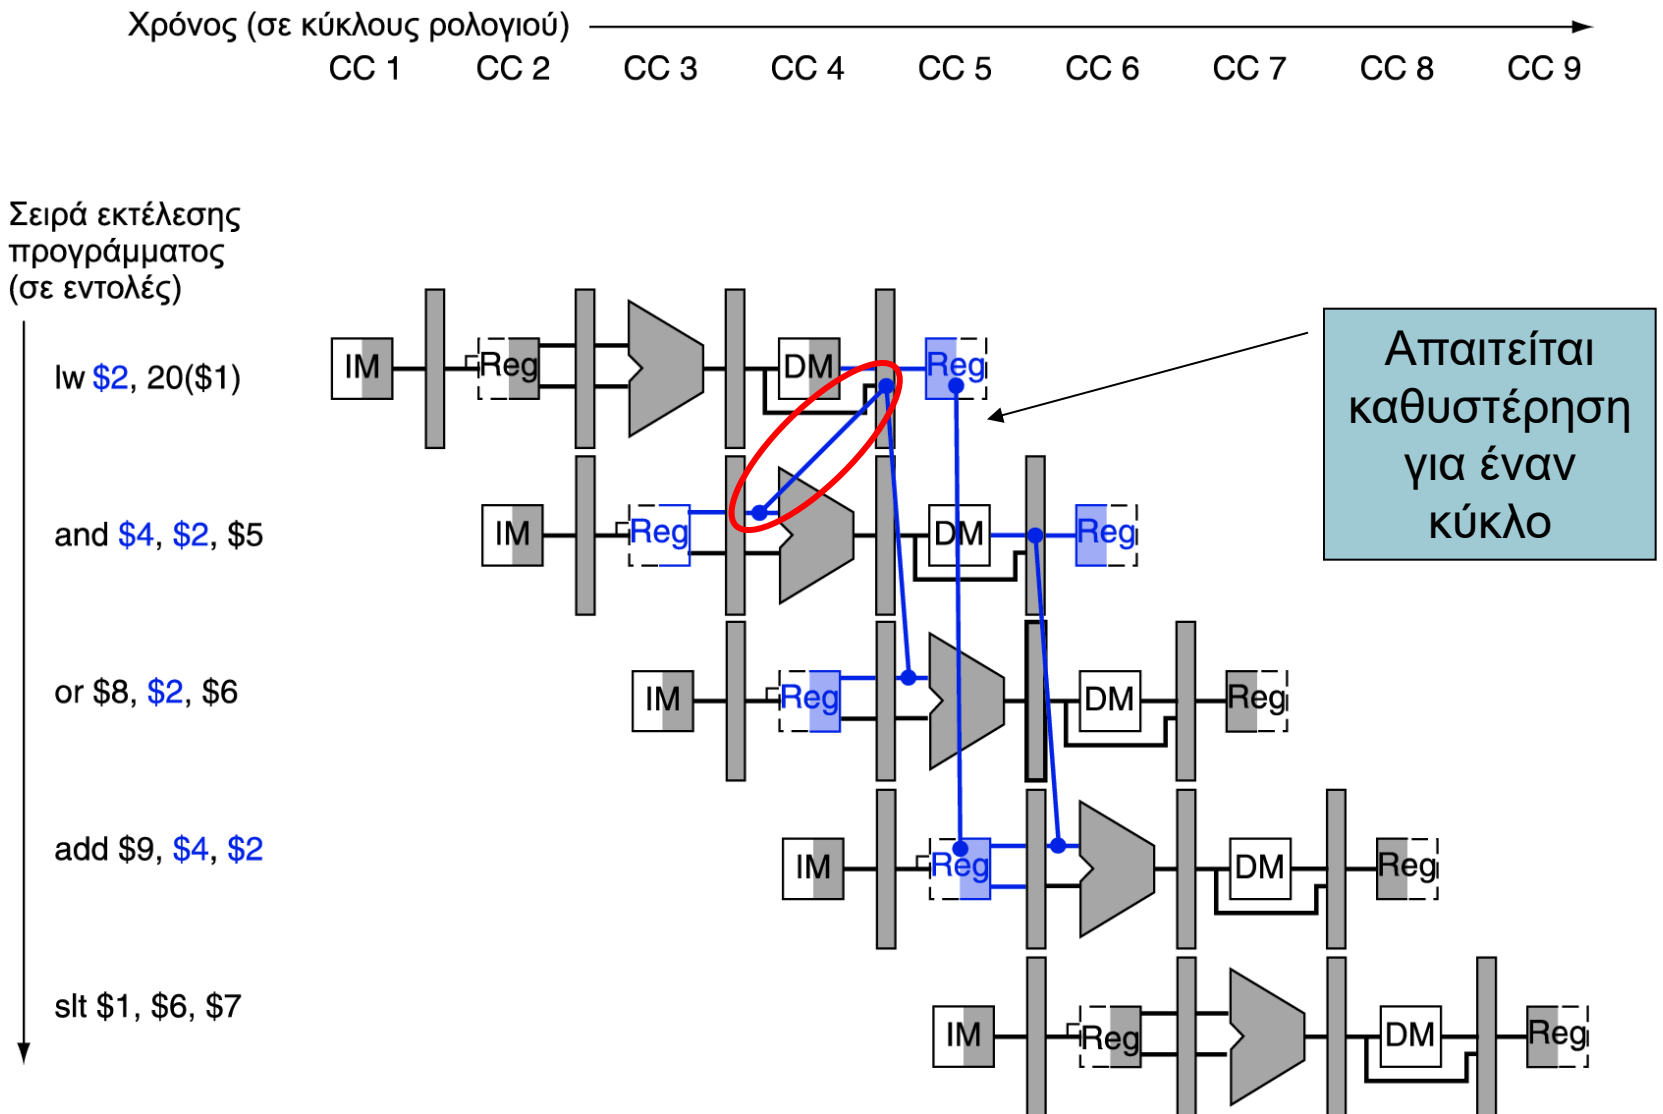 Χρόνος (σε κύκλους ρολογιού)
CC 1 CC 2 CC 3 CC 4 CC 5 CC 6 CC 7 CC 8 CC 9
Σειρά εκτέλεσης
προγράμματος
(σε εντολές)
lw $2, 20($1)
IM Reg DM Reg
Απαιτείται
καθυστέρηση
για έναν
κύκλο
and $4, $2, $5
IM Reg DM Reg
or $8, $2, $6
IM Reg DM Reg
add $9, $4, $2
IM Reg DM Reg
slt $1, $6, $7
IM Reg DM Reg